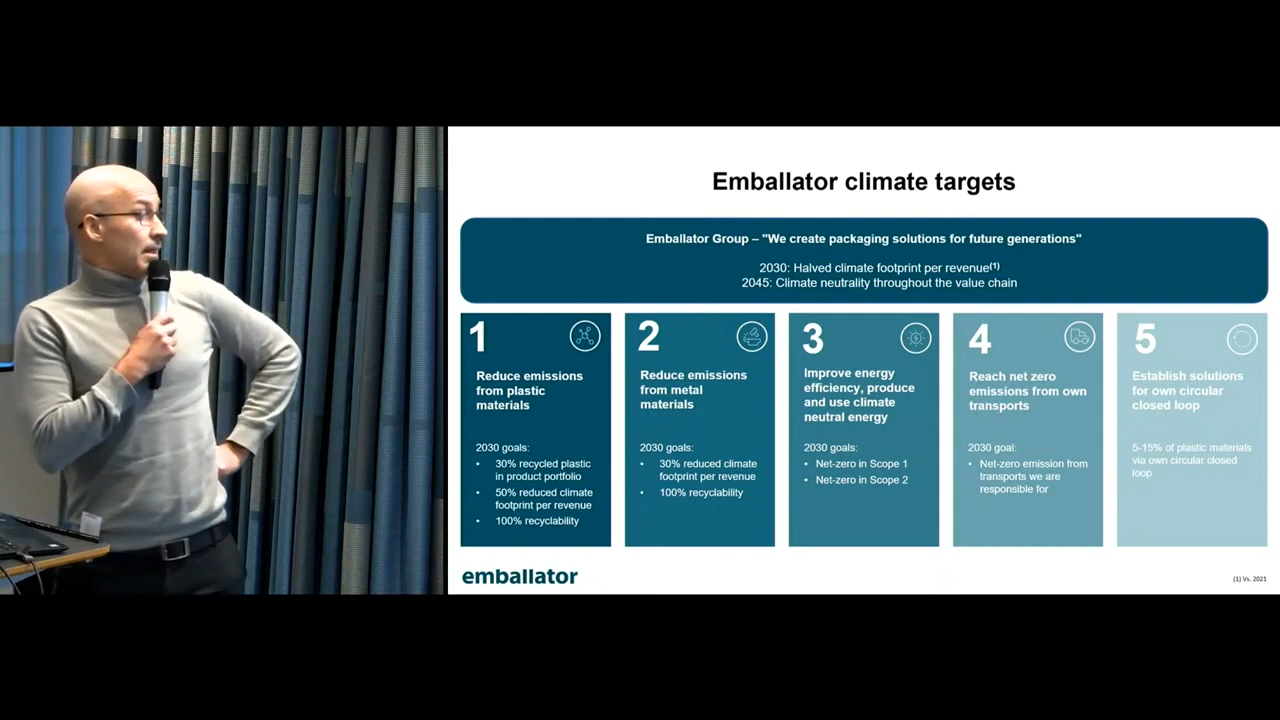 Emballator climate targets
Emballator Group – "We create packaging solutions for future generations"
2030: Halved climate footprint per revenue(1)
2045: Climate neutrality throughout the value chain
1
Reduce emissions
from plastic
materials
2030 goals:
• 30% recycled plastic
in product portfolio
• 50% reduced climate
footprint per revenue
• 100% recyclability
2
Reduce emissions
from metal
materials
2030 goals:
• 30% reduced climate
footprint per revenue
• 100% recyclability
3
Improve energy
efficiency, produce
and use climate
neutral energy
2030 goals:
• Net-zero in Scope 1
• Net-zero in Scope 2
4
Reach net zero
emissions from own
transports
2030 goal:
• Net-zero emission from
transports we are
responsible for
5
Establish solutions
for own circular
closed loop
5-15% of plastic materials
via own circular closed
loop
emballator
(1) Vs. 2021